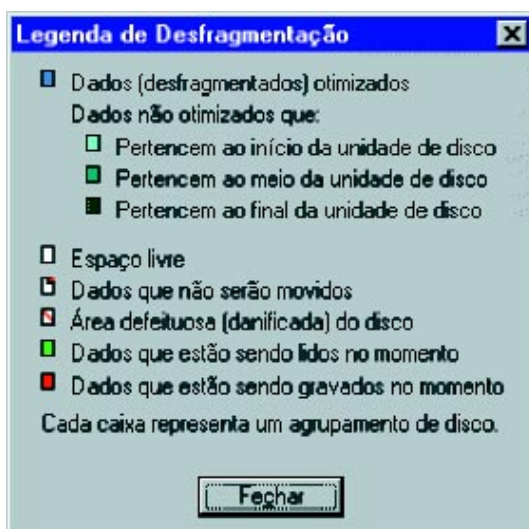 Legenda de Desfragmentação
Dados (desfragmentados) otimizados
Dados não otimizados que:
Pertencem ao início da unidade de disco
Pertencem ao meio da unidade de disco
Pertencem ao final da unidade de disco
Espaço livre
Dados que não serão movidos
Área defeituosa (danificada) do disco
Dados que estão sendo lidos no momento
Dados que estão sendo gravados no momento
Cada caixa representa um agrupamento de disco.
Fechar